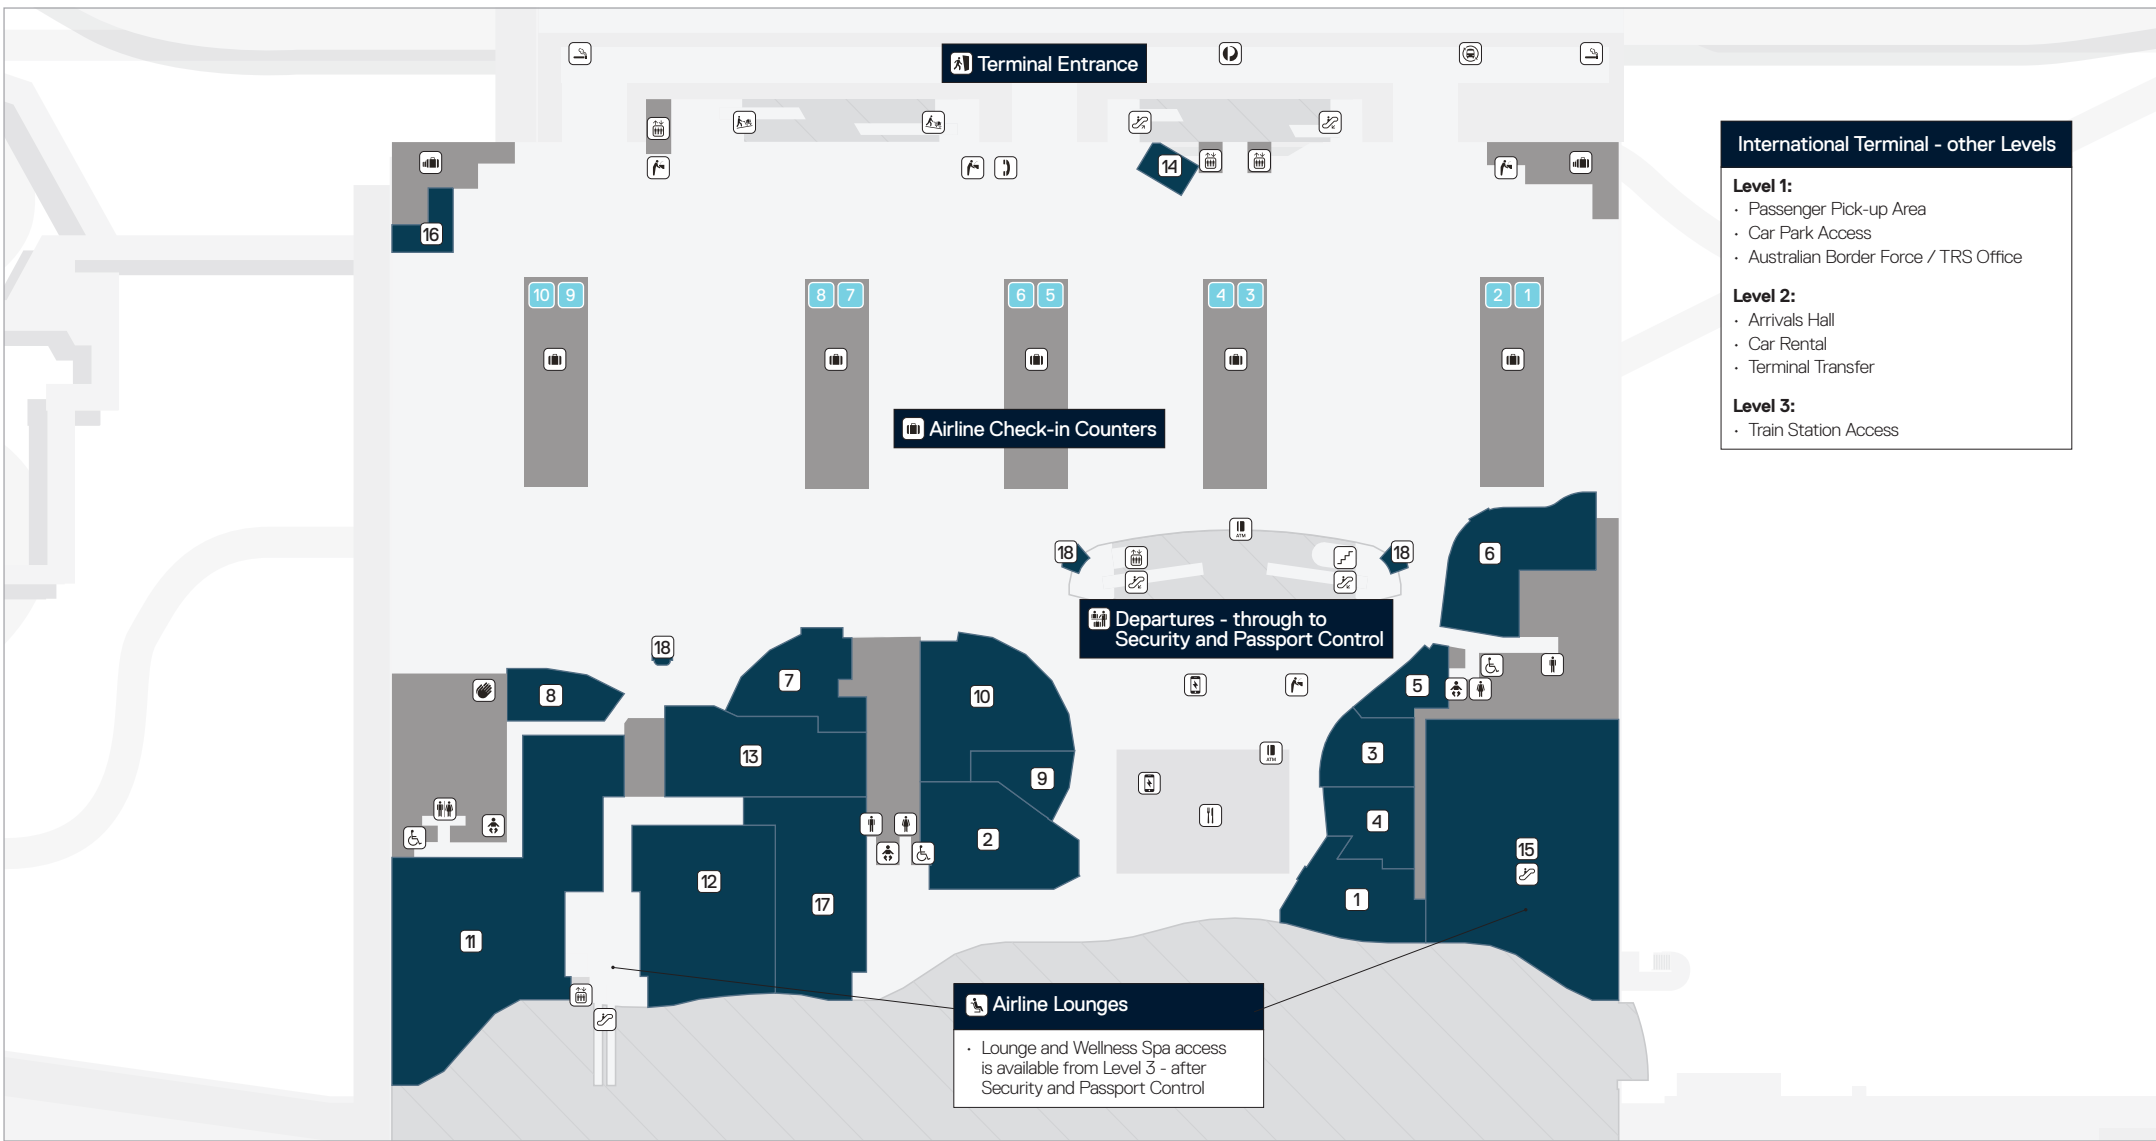 Terminal Entrance
14
16
10 9
8 7
6 5
4 3
2 1
Airline Check-in Counters
International Terminal - other Levels
Level 1:
· Passenger Pick-up Area
· Car Park Access
· Australian Border Force / TRS Office
Level 2:
· Arrivals Hall
· Car Rental
· Terminal Transfer
Level 3:
· Train Station Access
ATM
18
18
6
Departures - through to
Security and Passport Control
18
7
8
10
5
13
9
3
ATM
2
4
12
17
15
1
11
Airline Lounges
· Lounge and Wellness Spa access
is available from Level 3 - after
Security and Passport Control